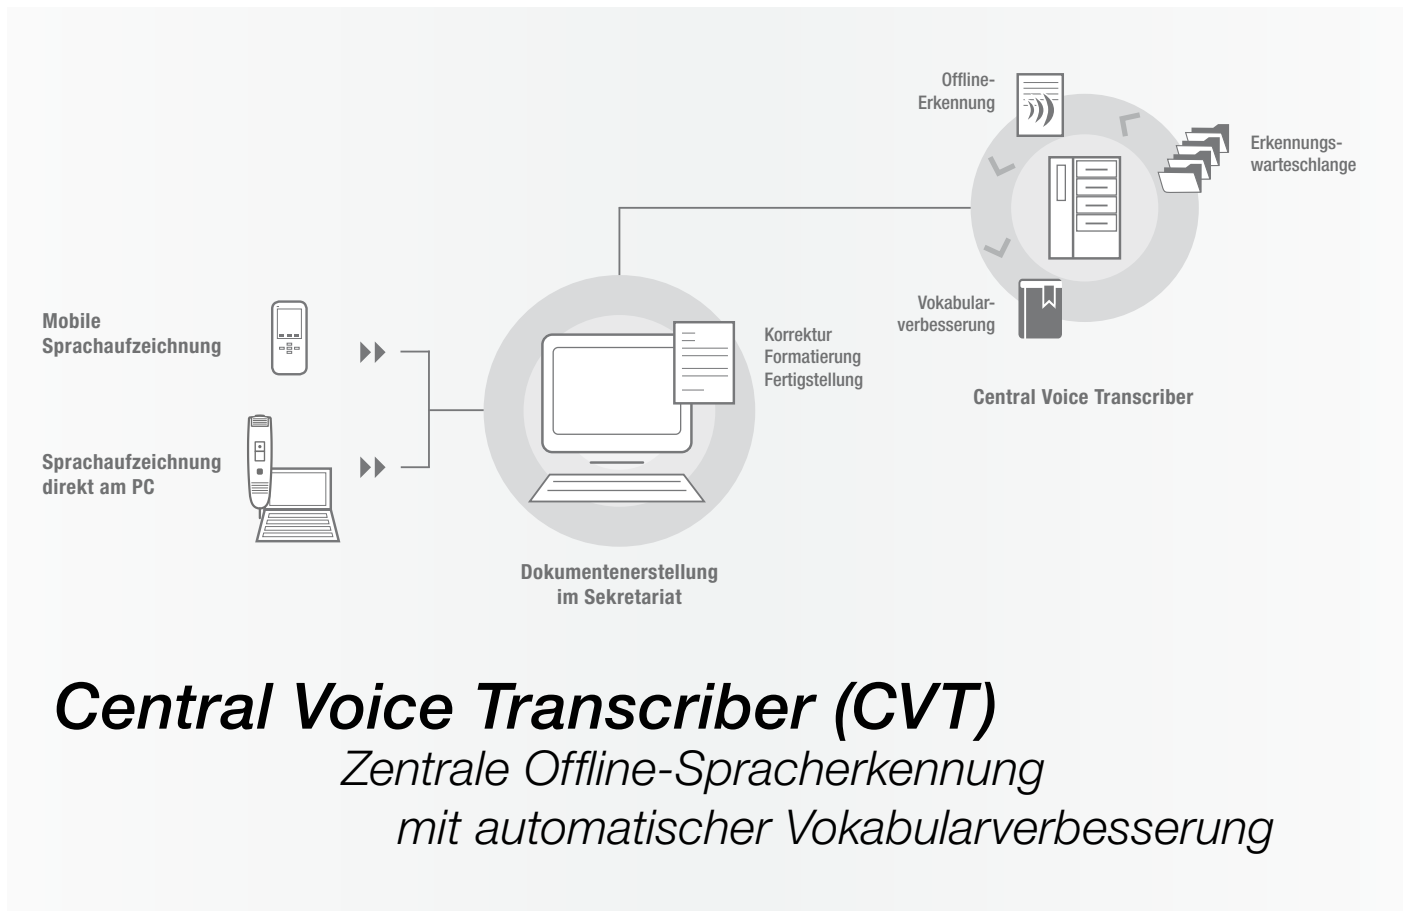 Offline-
Erkennung
Erkennungs-
warteschlange
Vokabular-
verbesserung
Central Voice Transcriber
Mobile
Sprachaufzeichnung
Sprachaufzeichnung
direkt am PC
Korrektur
Formatierung
Fertigstellung
Dokumentenerstellung
im Sekretariat
Central Voice Transcriber (CVT)
Zentrale Offline-Spracherkennung
mit automatischer Vokabularverbesserung